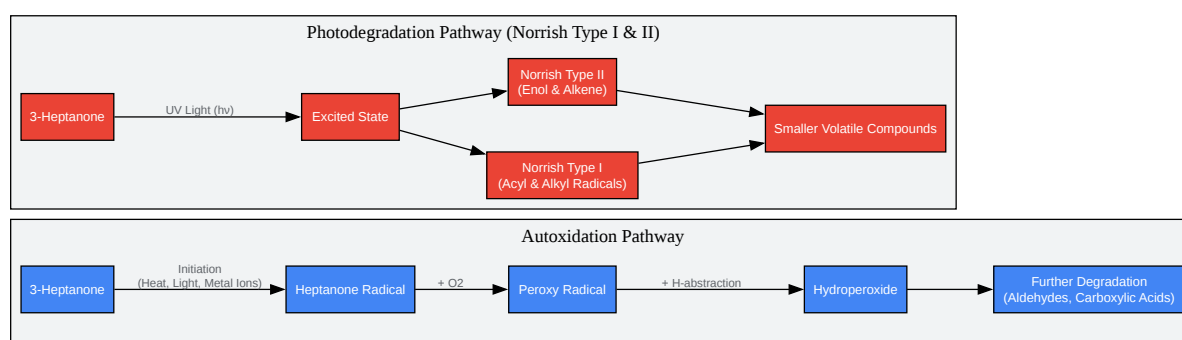 Photodegradation Pathway (Norrish Type I & II)
3-Heptanone
UV Light (hν)
Excited State
Norrish Type II
(Enol & Alkene)
Norrish Type I
(Acyl & Alkyl Radicals)
Smaller Volatile Compounds
Autoxidation Pathway
3-Heptanone
Initiation
(Heat, Light, Metal Ions)
Heptanone Radical
+ O2
Peroxy Radical
+ H-abstraction
Hydroperoxide
Further Degradation
(Aldehydes, Carboxylic Acids)